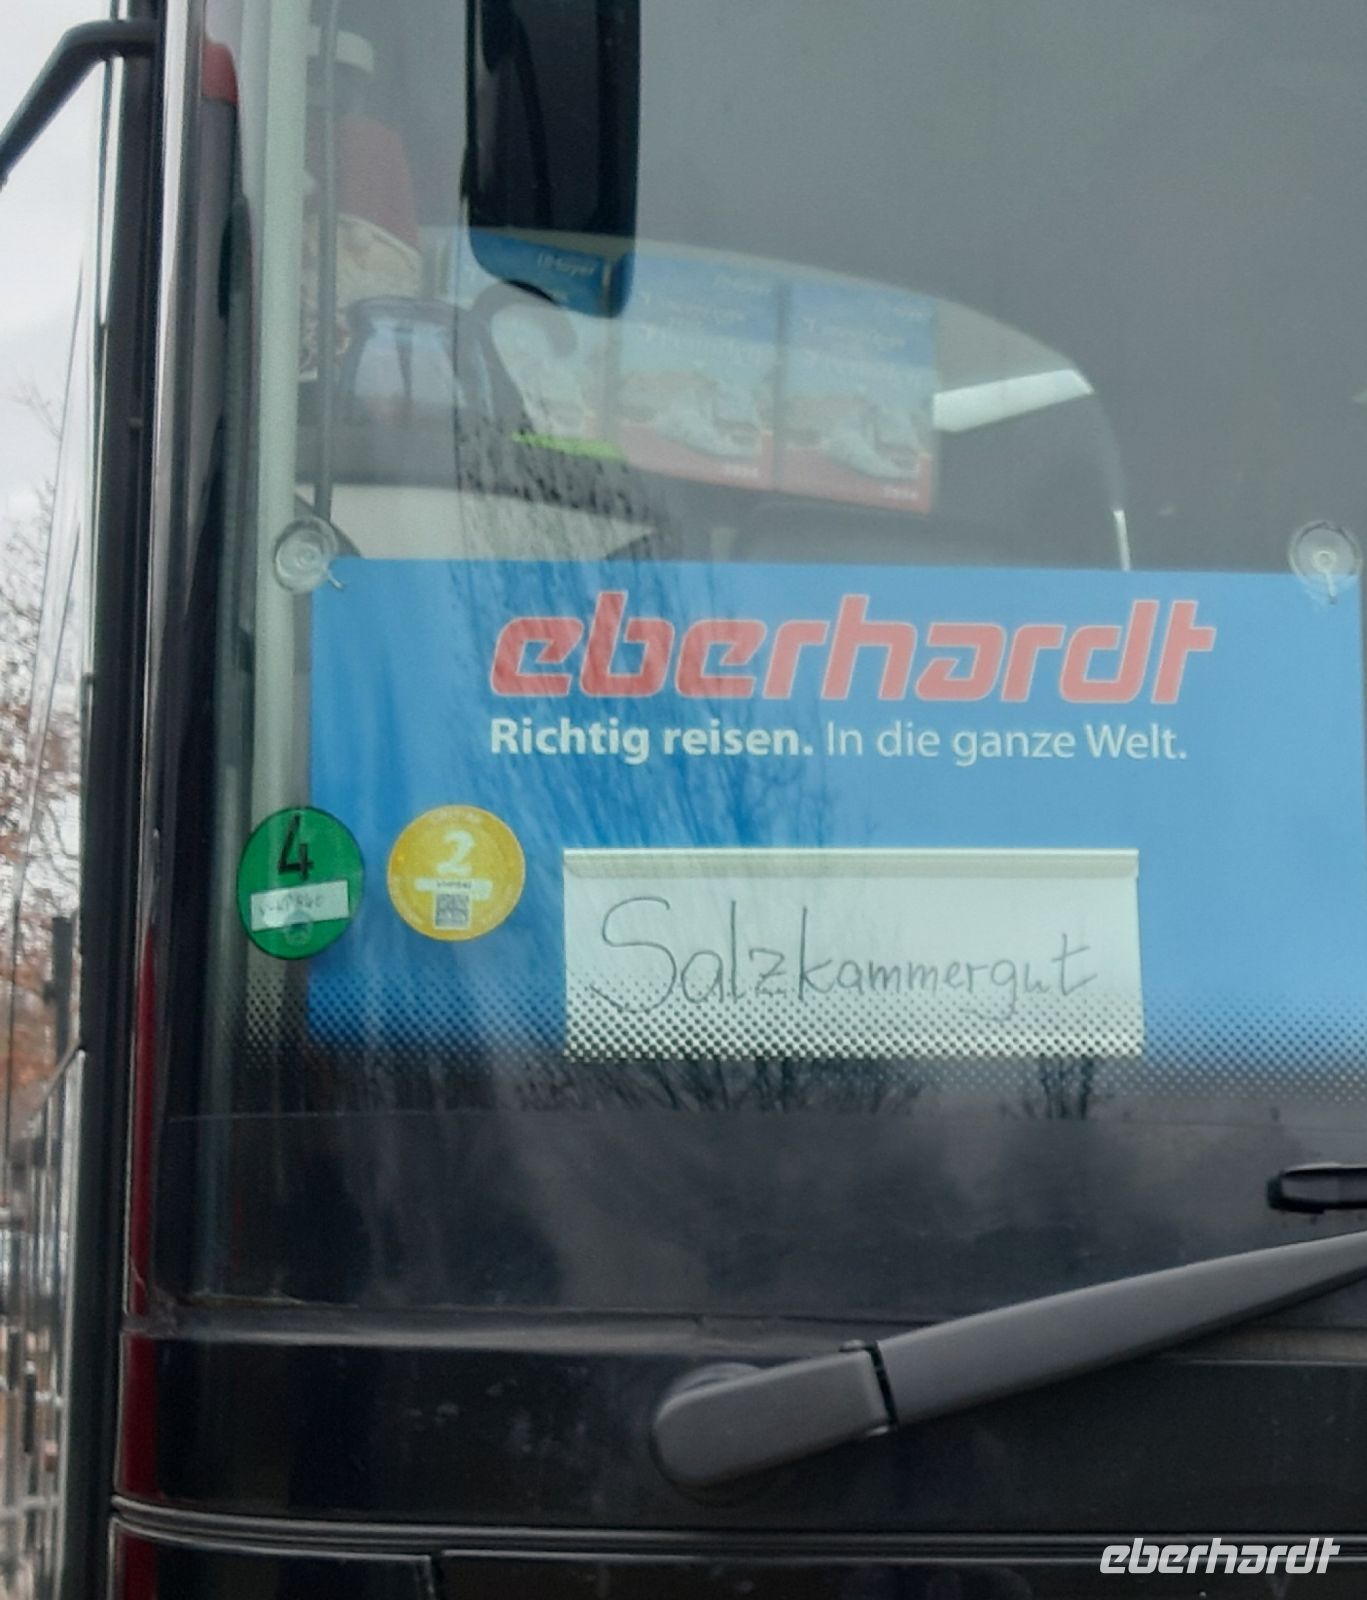 eberhardt
Richtig reisen. In die ganze Welt.
4
2
Salzkammergut
eberhardt